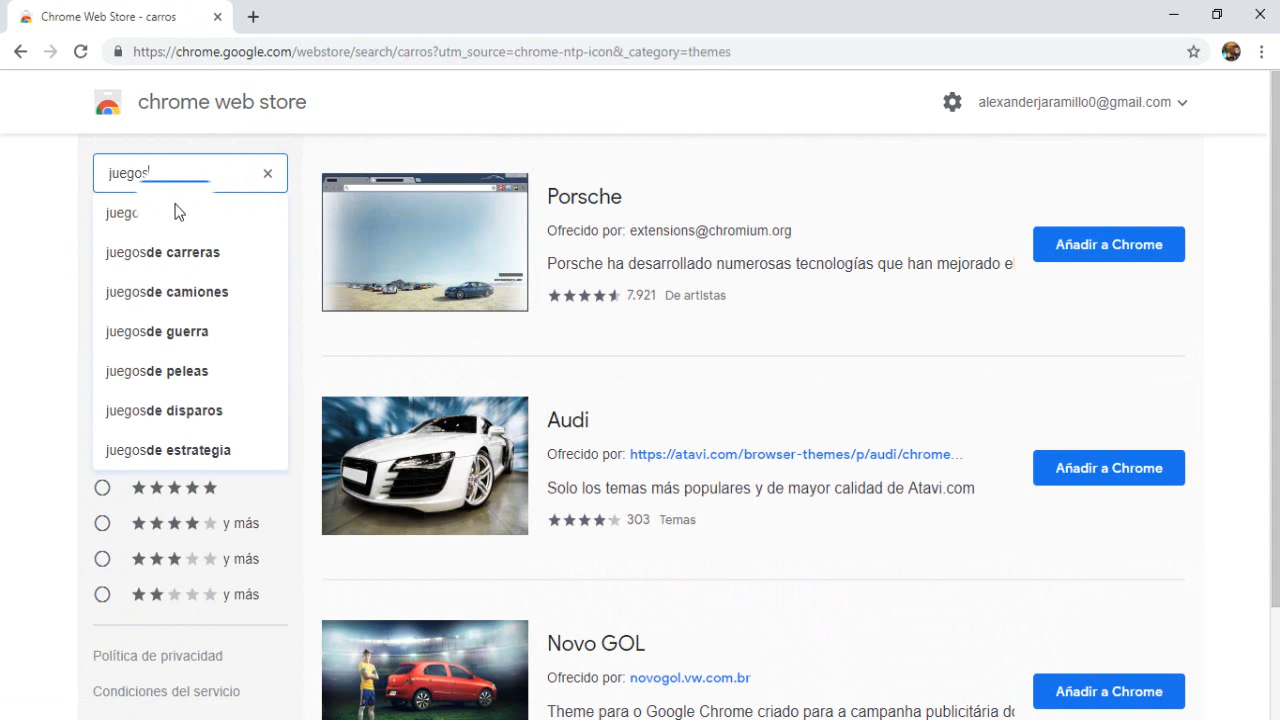 Chrome Web Store - carros
https://chrome.google.com/webstore/search/carros?utm_source=chrome-ntp-icon&_category=themes
chrome web store
alexanderjaramillo0@gmail.com
juegos
juego
juegosde carreras
juegosde camiones
juegosde guerra
juegosde peleas
juegosde disparos
juegosde estrategia
y más
y más
y más
Política de privacidad
Condiciones del servicio
Porsche
Ofrecido por: extensions@chromium.org
Porsche ha desarrollado numerosas tecnologías que han mejorado el
7.921 De artistas
Añadir a Chrome
Audi
Ofrecido por: https://atavi.com/browser-themes/p/audi/chrome...
Solo los temas más populares y de mayor calidad de Atavi.com
303 Temas
Añadir a Chrome
Novo GOL
Ofrecido por: novogol.vw.com.br
Theme para o Google Chrome criado para a campanha publicitária do
Añadir a Chrome